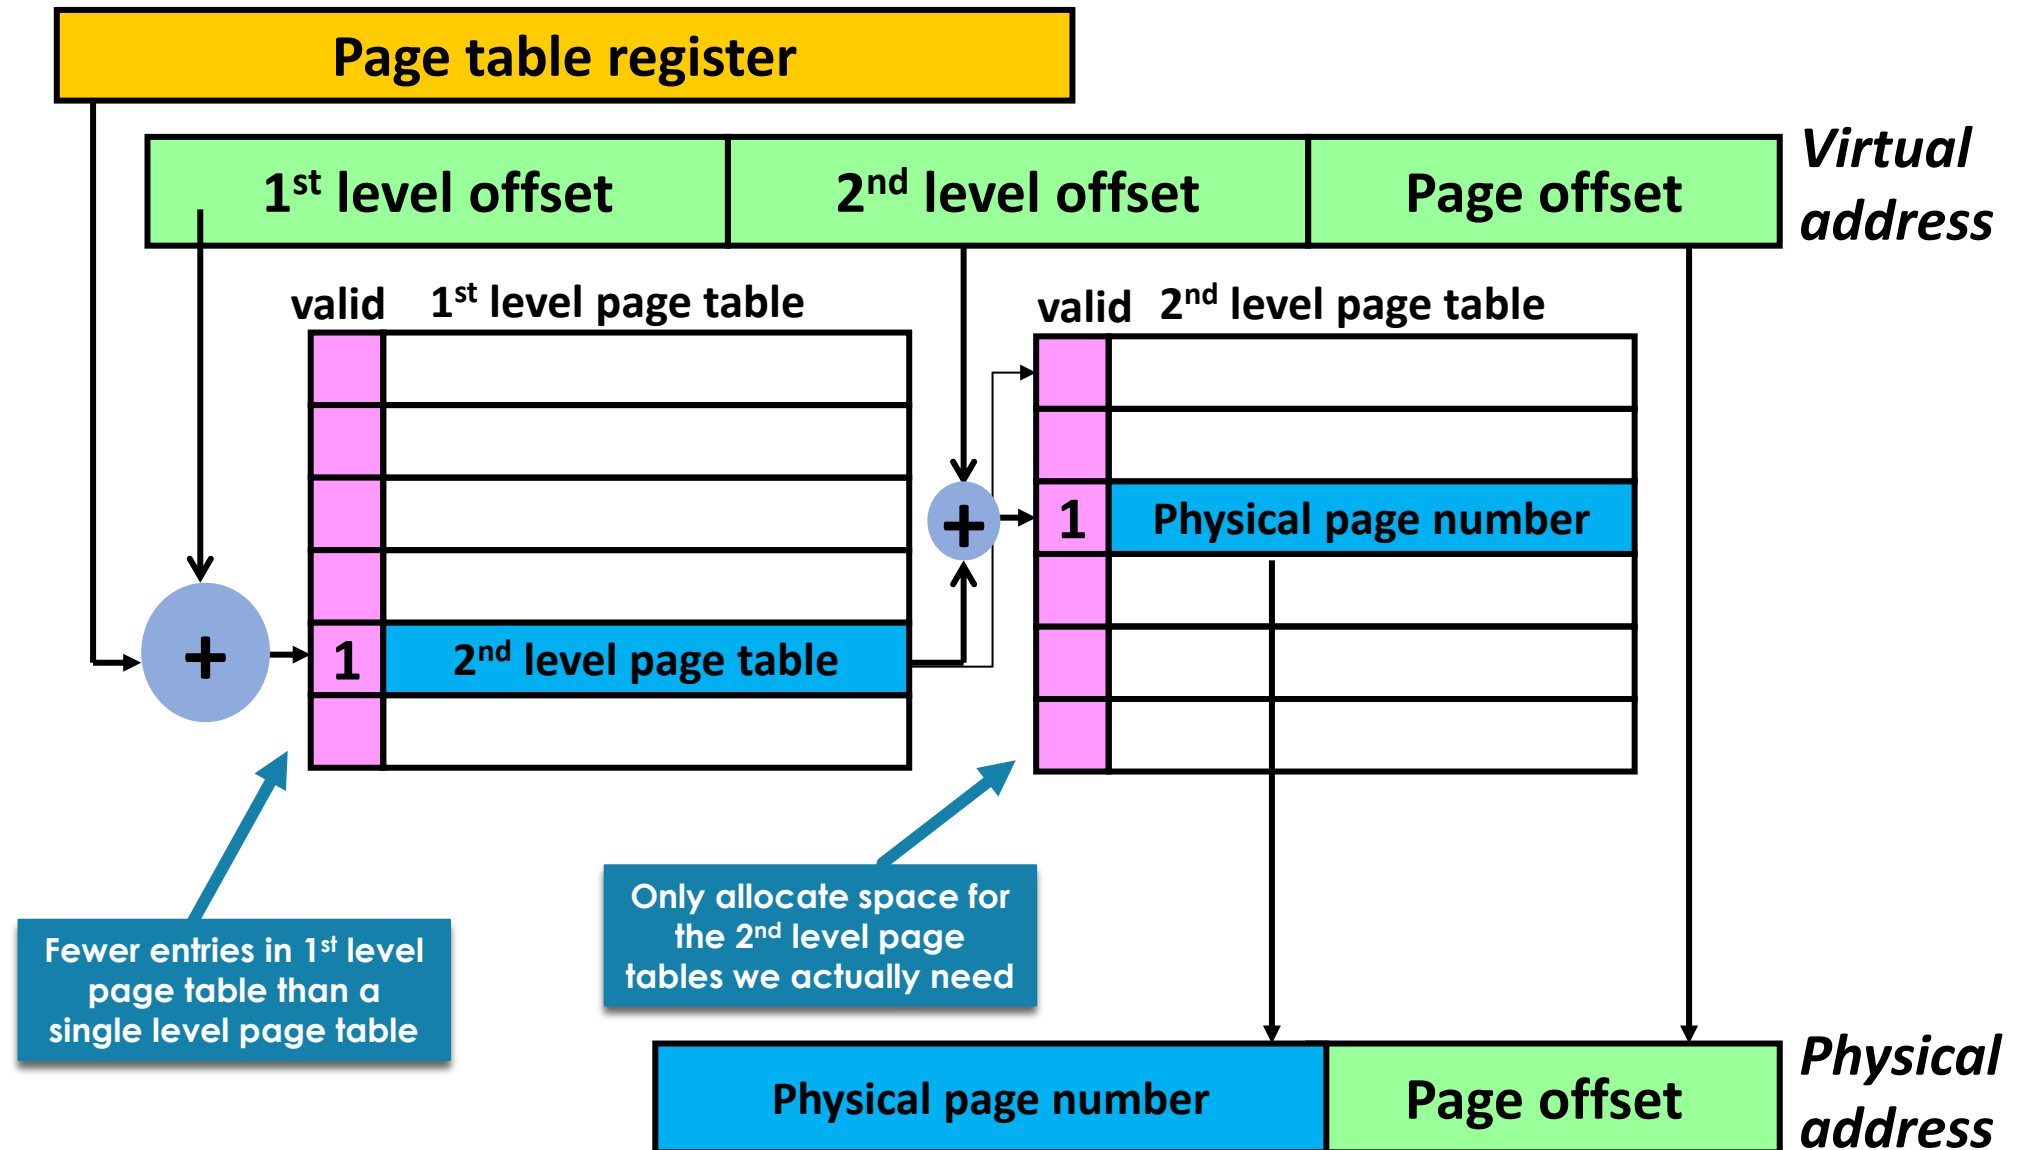 Page table register
1st level offset
2nd level offset
Page offset
Virtual
address
valid
1st level page table
valid
2nd level page table
+
1
Physical page number
+
1
2nd level page table
Only allocate space for
the 2nd level page
tables we actually need
Fewer entries in 1st level
page table than a
single level page table
Physical page number
Page offset
Physical
address